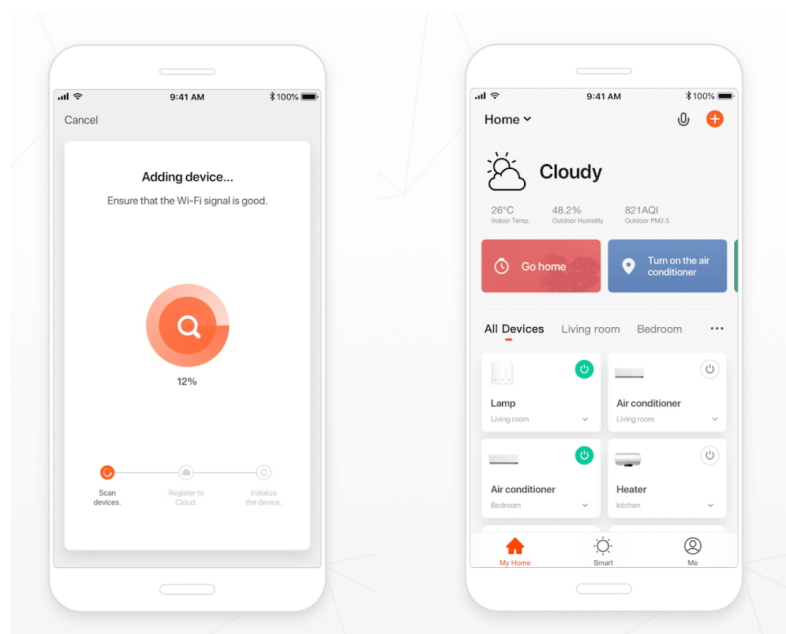 9:41 AM
100%
Cancel
Adding device...
Ensure that the Wi-Fi signal is good.
12%
Scan
devices.
Register to
Cloud.
Initialize
the device.
9:41 AM
100%
Home
Cloudy
26°C
48.2%
821AQI
Indoor Temp.
Outdoor Humidity
Outdoor PM2.5
Go home
Turn on the air
conditioner
All Devices
Living room
Bedroom
Lamp
Living room
Air conditioner
Living room
Air conditioner
Bedroom
Heater
kitchen
My Home
Smart
Me